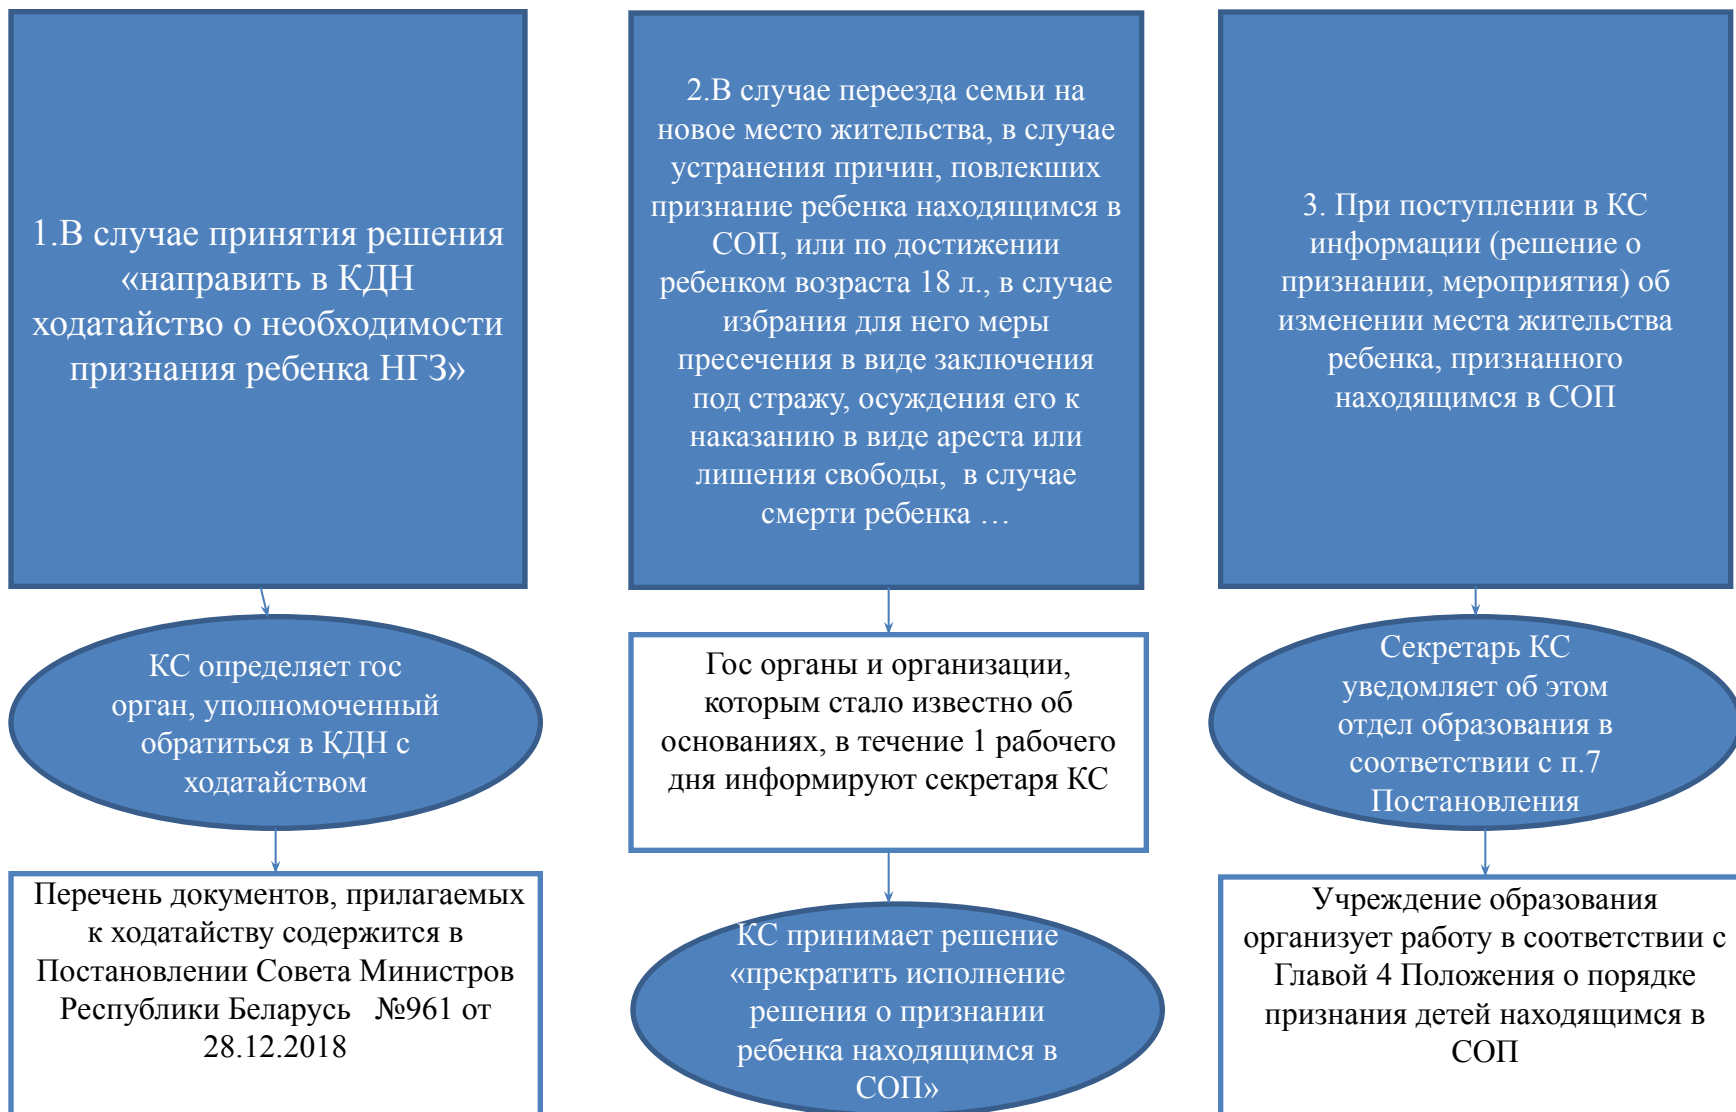 1.В случае принятия решения
«направить в КДН
ходатайство о необходимости
признания ребенка НГЗ»
КС определяет гос
орган, уполномоченный
обратиться в КДН с
ходатайством
Перечень документов, прилагаемых
к ходатайству содержится в
Постановлении Совета Министров
Республики Беларусь №961 от
28.12.2018
2.В случае переезда семьи на
новое место жительства, в случае
устранения причин, повлекших
признание ребенка находящимся в
СОП, или по достижении
ребенком возраста 18 л., в случае
избрания для него меры
пресечения в виде заключения
под стражу, осуждения его к
наказанию в виде ареста или
лишения свободы, в случае
смерти ребенка …
Гос органы и организации,
которым стало известно об
основаниях, в течение 1 рабочего
дня информируют секретаря КС
КС принимает решение
«прекратить исполнение
решения о признании
ребенка находящимся в
СОП»
3. При поступлении в КС
информации (решение о
признании, мероприятия) об
изменении места жительства
ребенка, признанного
находящимся в СОП
Секретарь КС
уведомляет об этом
отдел образования в
соответствии с п.7
Постановления
Учреждение образования
организует работу в соответствии с
Главой 4 Положения о порядке
признания детей находящимся в
СОП